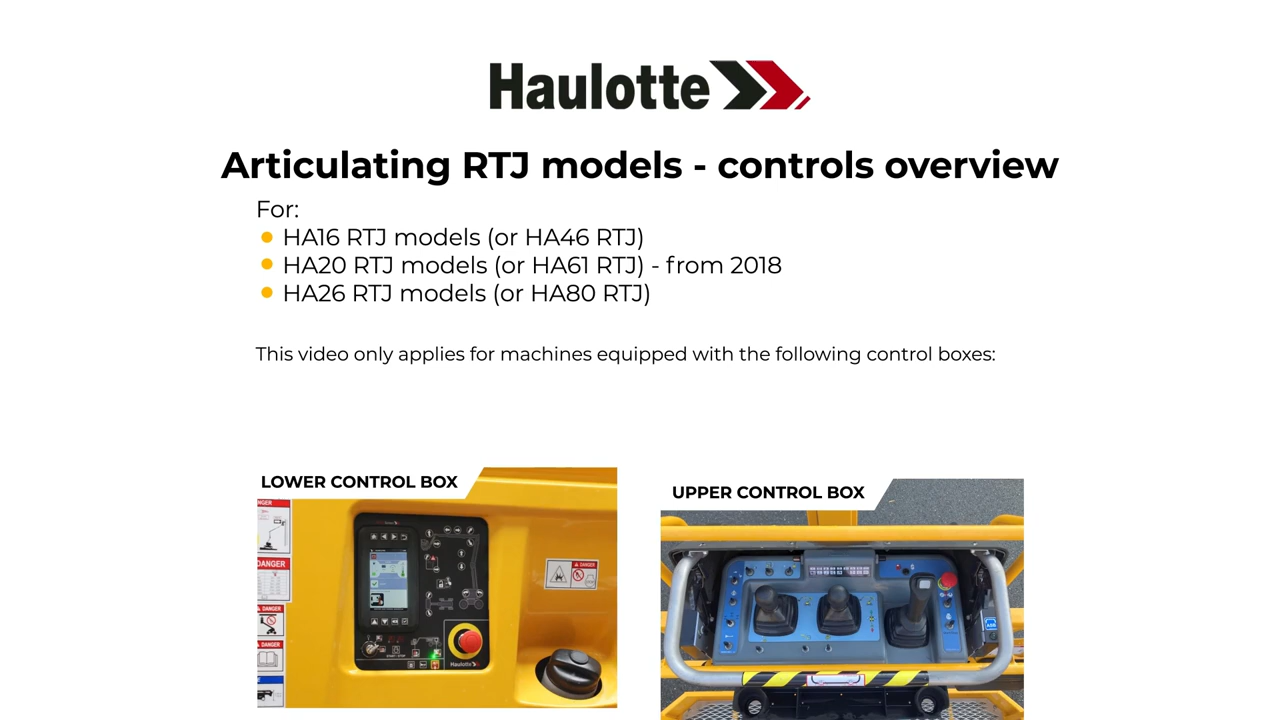 Haulotte
Articulating RTJ models - controls overview
For:
HA16 RTJ models (or HA46 RTJ)
HA20 RTJ models (or HA61 RTJ) - from 2018
HA26 RTJ models (or HA80 RTJ)
This video only applies for machines equipped with the following control boxes:
LOWER CONTROL BOX
UPPER CONTROL BOX
DANGER
DANGER
DANGER
DANGER
Haulotte